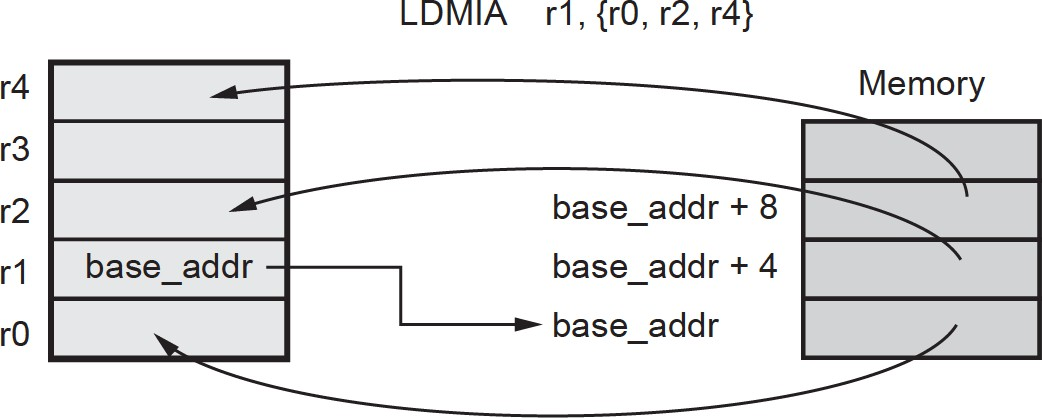 LDMIA r1, {r0, r2, r4}
Memory
r4
r3
r2
r1 base_addr
r0
base_addr + 8
base_addr + 4
base_addr